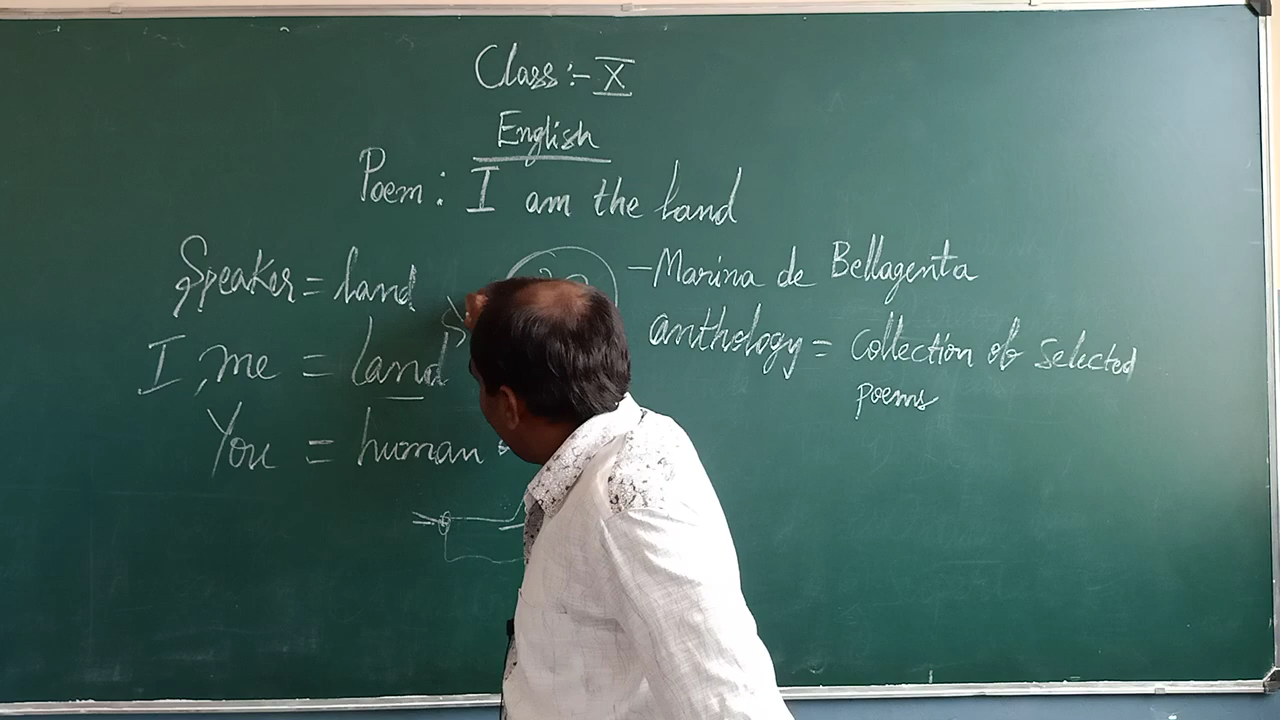 Class :- X
English
Poem : I am the land
- Marina de Bellagenta
Speaker = land
I, me = land
You = human
anthology = Collection of Selected
poems